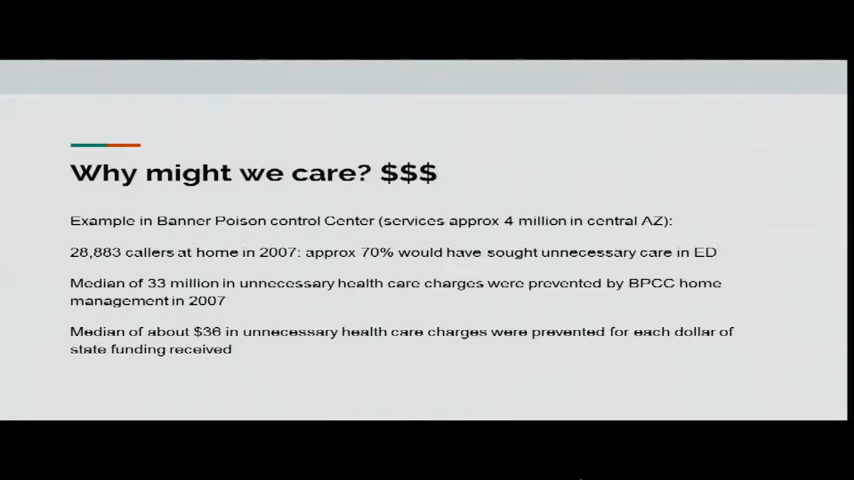 Why might we care? $$$
Example in Banner Poison control Center (services approx 4 million in central AZ):
28,883 callers at home in 2007: approx 70% would have sought unnecessary care in ED
Median of 33 million in unnecessary health care charges were prevented by BPCC home
management in 2007
Median of about $36 in unnecessary health care charges were prevented for each dollar of
state funding received